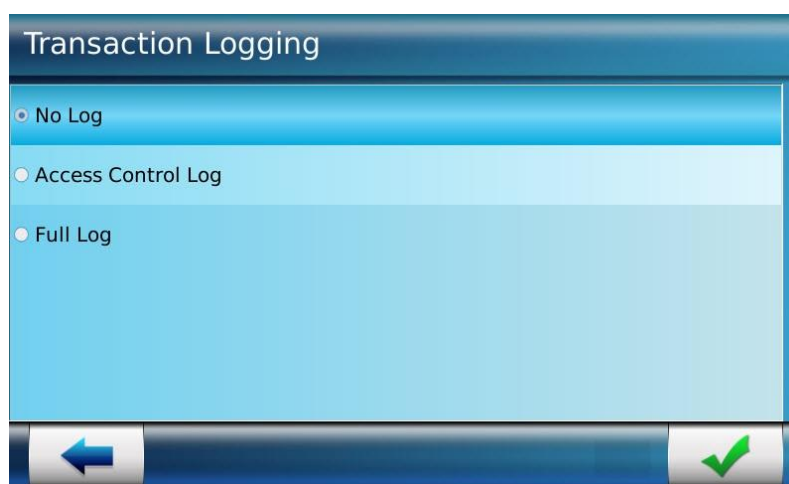 Transaction Logging
No Log
Access Control Log
Full Log